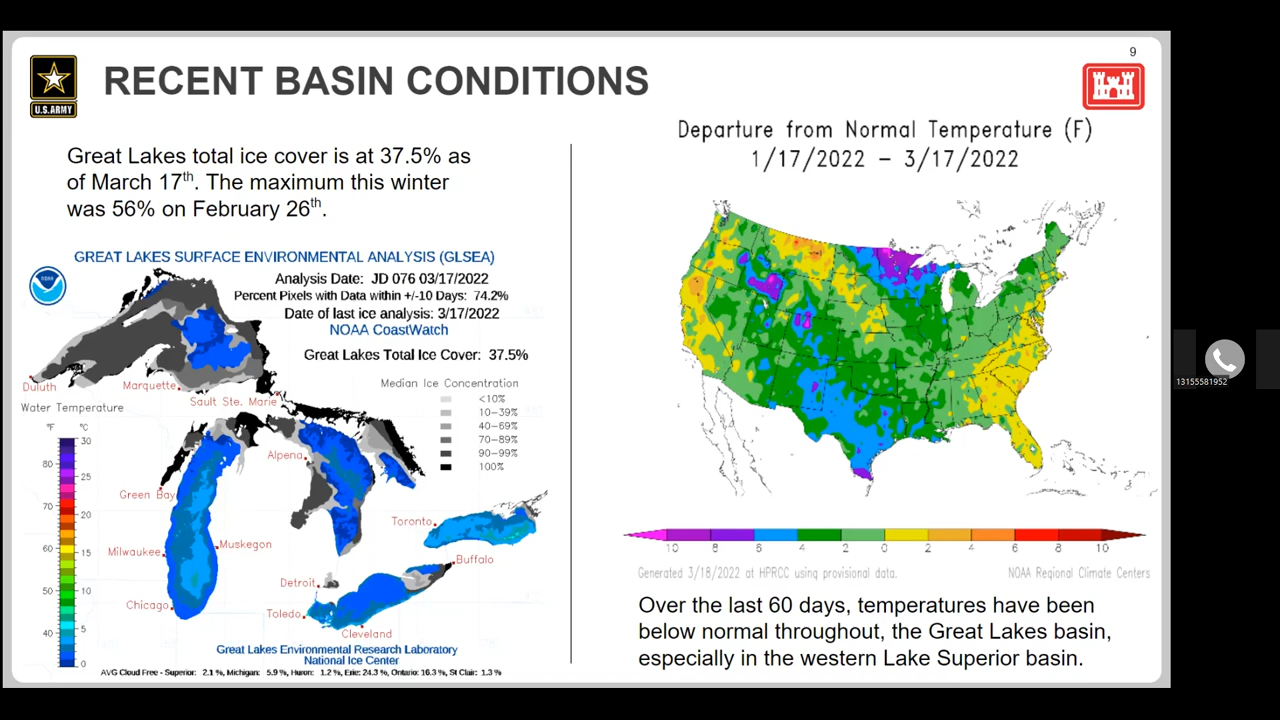 9
U.S.ARMY
RECENT BASIN CONDITIONS
Great Lakes total ice cover is at 37.5% as
of March 17th. The maximum this winter
was 56% on February 26th.
GREAT LAKES SURFACE ENVIRONMENTAL ANALYSIS (GLSEA)
NOAA
Analysis Date: JD 076 03/17/2022
Percent Pixels with Data within +/-10 Days: 74.2%
Date of last ice analysis: 3/17/2022
NOAA CoastWatch
Great Lakes Total Ice Cover: 37.5%
Median Ice Concentration
<10%
10-39%
40-69%
70-89%
90-99%
100%
Duluth
Marquette
Sault Ste. Marie
Water Temperature
°F °C
30
80
25
70
20
60
15
50
10
5
40
0
Alpena
Green Bay
Toronto
Milwaukee
Muskegon
Buffalo
Detroit
Chicago
Toledo
Cleveland
Great Lakes Environmental Research Laboratory
National Ice Center
AVG Cloud Free - Superior: 2.1 %, Michigan: 5.9 %, Huron: 1.2 %, Erie: 24.3 %, Ontario: 16.3 %, St Clair: 1.3 %
Departure from Normal Temperature (F)
1/17/2022 – 3/17/2022
10 8 6 4 2 0 2 4 6 8 10
Generated 3/18/2022 at HPRCC using provisional data.
NOAA Regional Climate Centers
Over the last 60 days, temperatures have been
below normal throughout, the Great Lakes basin,
especially in the western Lake Superior basin.
13155581952